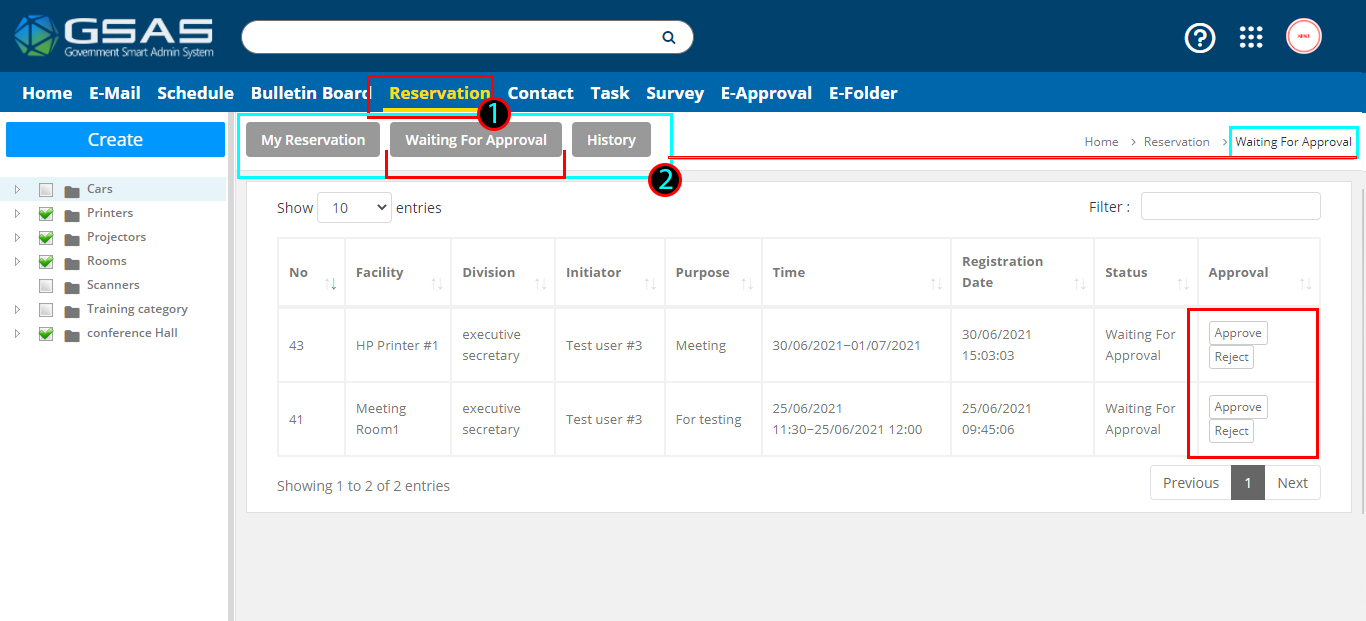 GSAS
Government Smart Admin System
Home E-Mail Schedule Bulletin Board Reservation Contact Task Survey E-Approval E-Folder
1
Create
My Reservation Waiting For Approval History
Home > Reservation > Waiting For Approval
2
Cars
Printers
Projectors
Rooms
Scanners
Training category
conference Hall
Show 10 entries
Filter :
No Facility Division Initiator Purpose Time Registration Date Status Approval
43 HP Printer #1 executive secretary Test user #3 Meeting 30/06/2021~01/07/2021 30/06/2021 15:03:03 Waiting For Approval Approve Reject
41 Meeting Room1 executive secretary Test user #3 For testing 25/06/2021 11:30~25/06/2021 12:00 25/06/2021 09:45:06 Waiting For Approval Approve Reject
Showing 1 to 2 of 2 entries
Previous 1 Next